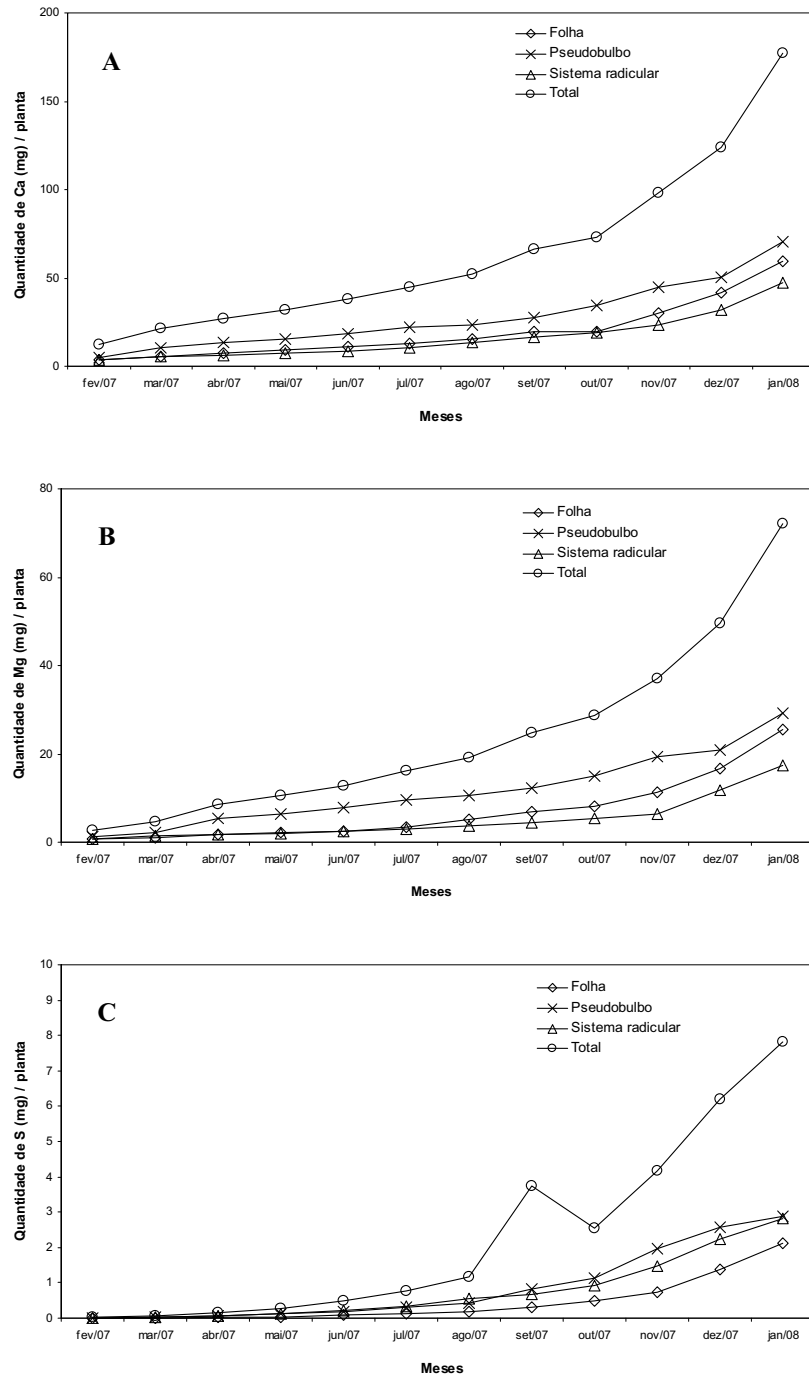 A
Folha
Pseudobulbo
Sistema radicular
Total
Quantidade de Ca (mg) / planta
200
150
100
50
0
fev/07 mar/07 abr/07 mai/07 jun/07 jul/07 ago/07 set/07 out/07 nov/07 dez/07 jan/08
Meses
B
Folha
Pseudobulbo
Sistema radicular
Total
Quantidade de Mg (mg) / planta
80
60
40
20
0
fev/07 mar/07 abr/07 mai/07 jun/07 jul/07 ago/07 set/07 out/07 nov/07 dez/07 jan/08
Meses
C
Folha
Pseudobulbo
Sistema radicular
Total
Quantidade de S (mg) / planta
10
9
8
7
6
5
4
3
2
1
0
fev/07 mar/07 abr/07 mai/07 jun/07 jul/07 ago/07 set/07 out/07 nov/07 dez/07 jan/08
Meses